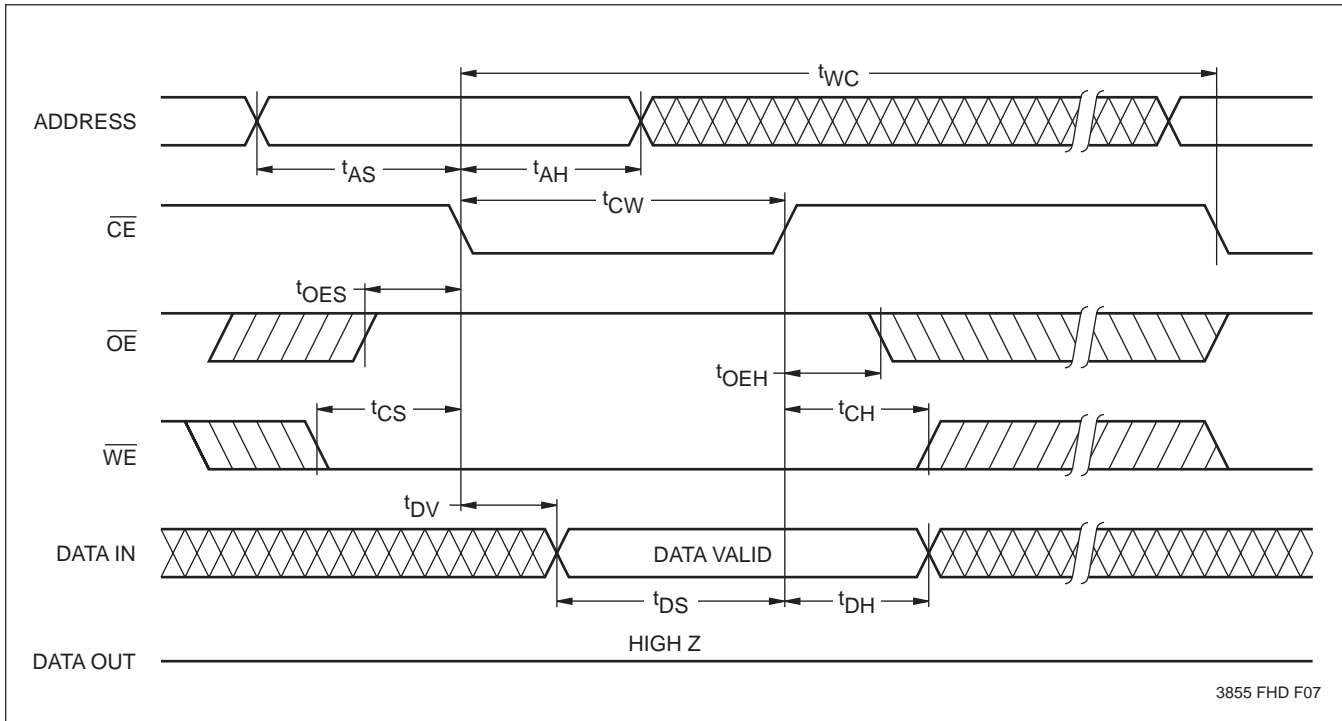 tWC
ADDRESS
tAS
tAH
tCW
CE
tOES
OE
tOEH
tCS
tCH
WE
tDV
DATA IN
DATA VALID
tDS
tDH
HIGH Z
DATA OUT
3855 FHD F07